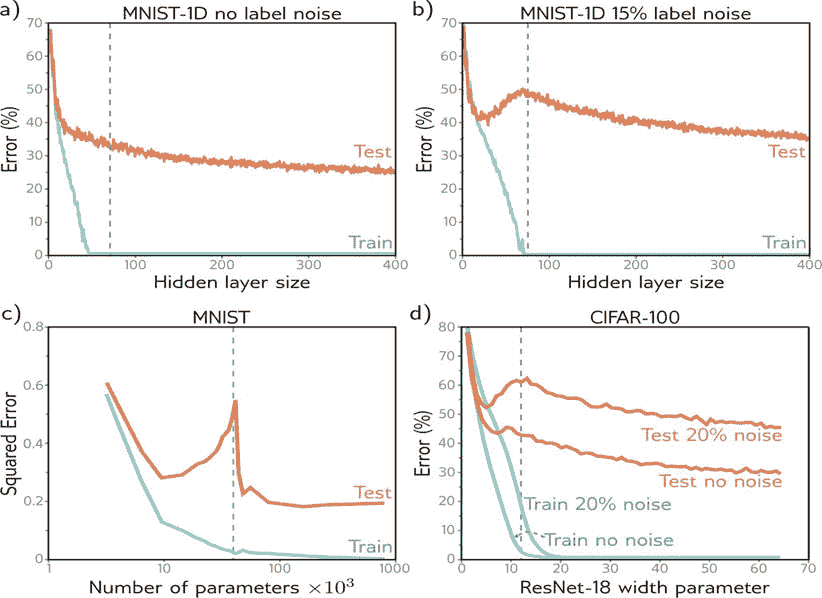 a)
MNIST-1D no label noise
70
60
50
40
30
20
10
0
Error (%)
Test
Train
0 100 200 300 400
Hidden layer size
b)
MNIST-1D 15% label noise
70
60
50
40
30
20
10
0
Error (%)
Test
Train
0 100 200 300 400
Hidden layer size
c)
MNIST
0.8
0.6
0.4
0.2
0
Squared Error
Test
Train
1 10 100 1000
Number of parameters ×10³
d)
CIFAR-100
80
70
60
50
40
30
20
10
0
Error (%)
Test 20% noise
Test no noise
Train 20% noise
Train no noise
0 10 20 30 40 50 60 70
ResNet-18 width parameter